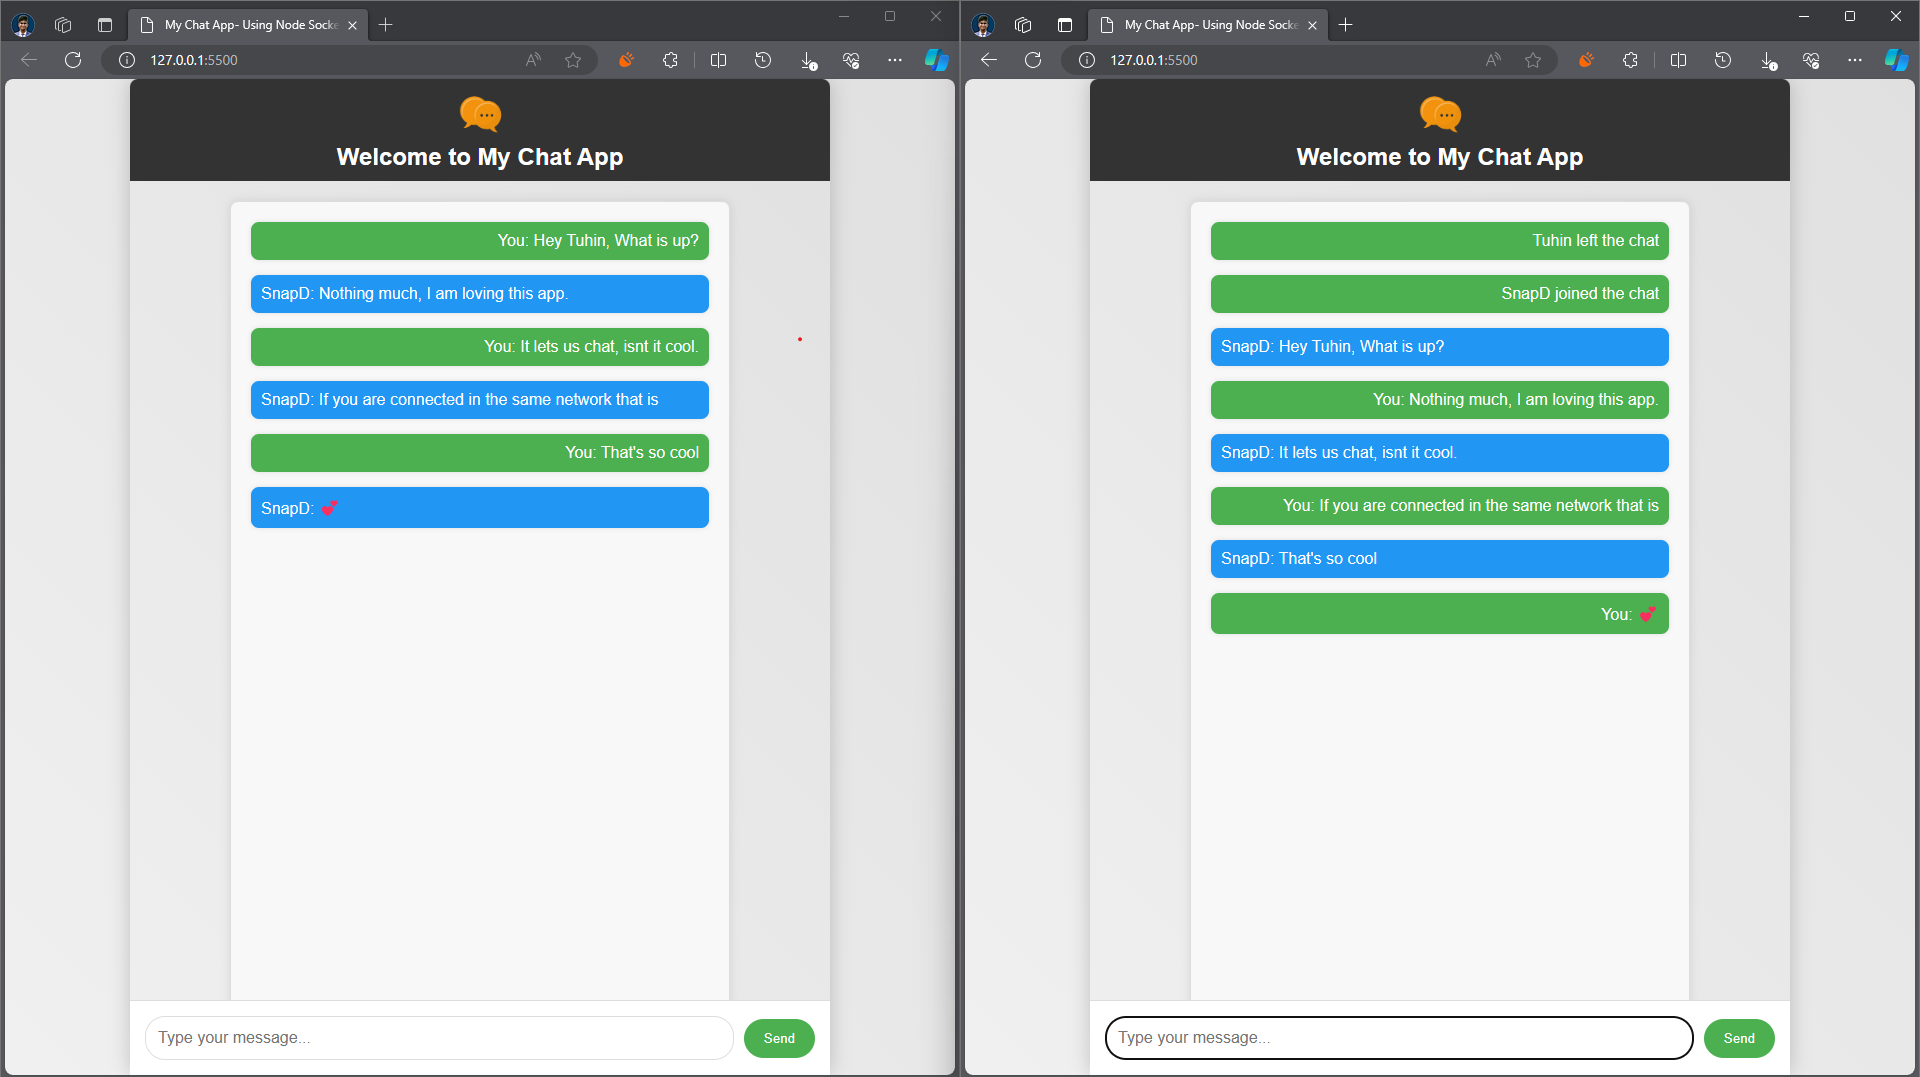 My Chat App- Using Node Socke
127.0.0.1:5500
Welcome to My Chat App
You: Hey Tuhin, What is up?
SnapD: Nothing much, I am loving this app.
You: It lets us chat, isnt it cool.
SnapD: If you are connected in the same network that is
You: That's so cool
SnapD: 💕
Type your message...
Send
My Chat App- Using Node Socke
127.0.0.1:5500
Welcome to My Chat App
Tuhin left the chat
SnapD joined the chat
SnapD: Hey Tuhin, What is up?
You: Nothing much, I am loving this app.
SnapD: It lets us chat, isnt it cool.
You: If you are connected in the same network that is
SnapD: That's so cool
You: 💕
Type your message...
Send